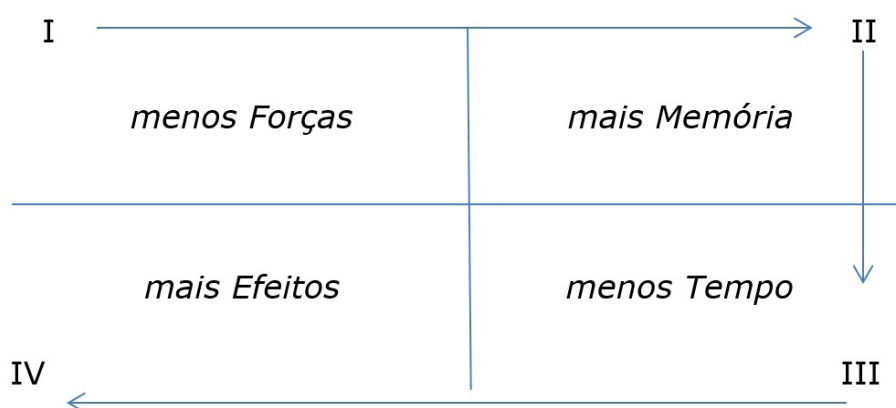 I
II
menos Forças
mais Memória
mais Efeitos
menos Tempo
IV
III